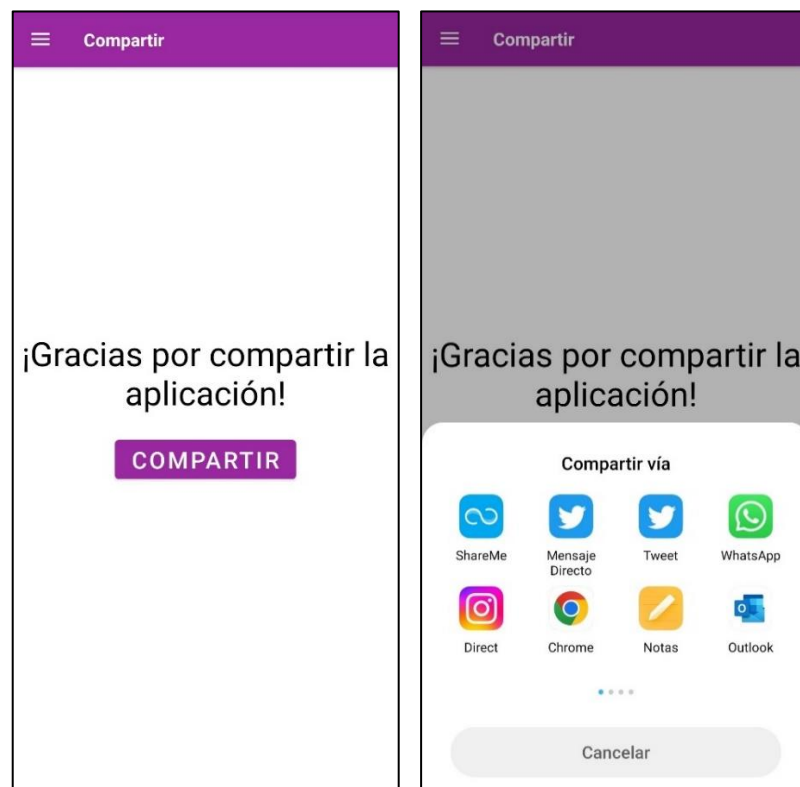 Compartir
¡Gracias por compartir la
aplicación!
COMPARTIR
Compartir
¡Gracias por compartir la
aplicación!
Compartir vía
ShareMe
Mensaje
Directo
Tweet
WhatsApp
Direct
Chrome
Notas
Outlook
Cancelar